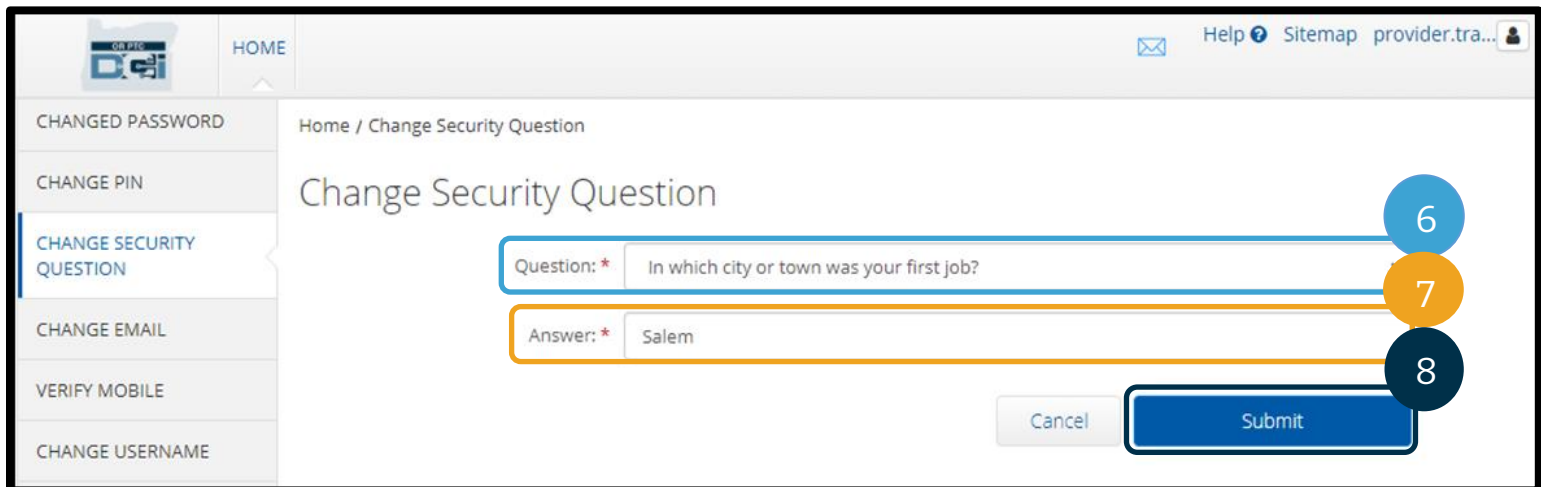 OR PTC
DCi
HOME
Help ? Sitemap provider.tra...
CHANGED PASSWORD
Home / Change Security Question
CHANGE PIN
Change Security Question
6
CHANGE SECURITY
QUESTION
Question: * In which city or town was your first job?
7
CHANGE EMAIL
Answer: * Salem
8
VERIFY MOBILE
Cancel
Submit
CHANGE USERNAME